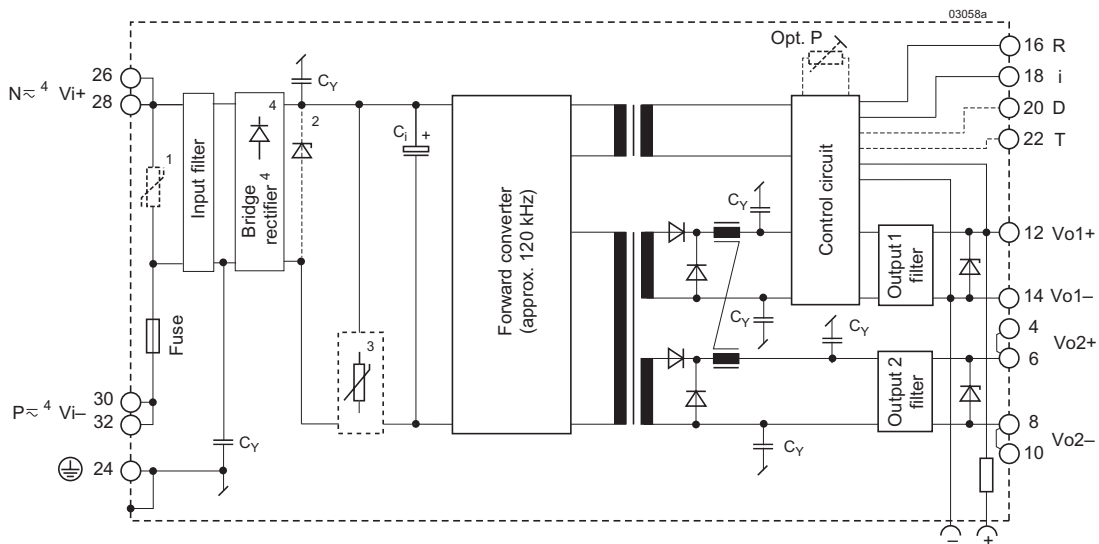 03058a
Opt. P
16 R
18 i
20 D
22 T
26
N≂ 4 Vi+
28
CY
4
2
Ci +
1
Input filter
Bridge
rectifier 4
Forward converter
(approx. 120 kHz)
Control circuit
CY
Output 1
filter
12 Vo1+
14 Vo1–
CY
CY
4
Vo2+
6
Fuse
3
Output 2
filter
30
P≂ 4 Vi–
32
8
Vo2–
10
CY
CY
24
– +